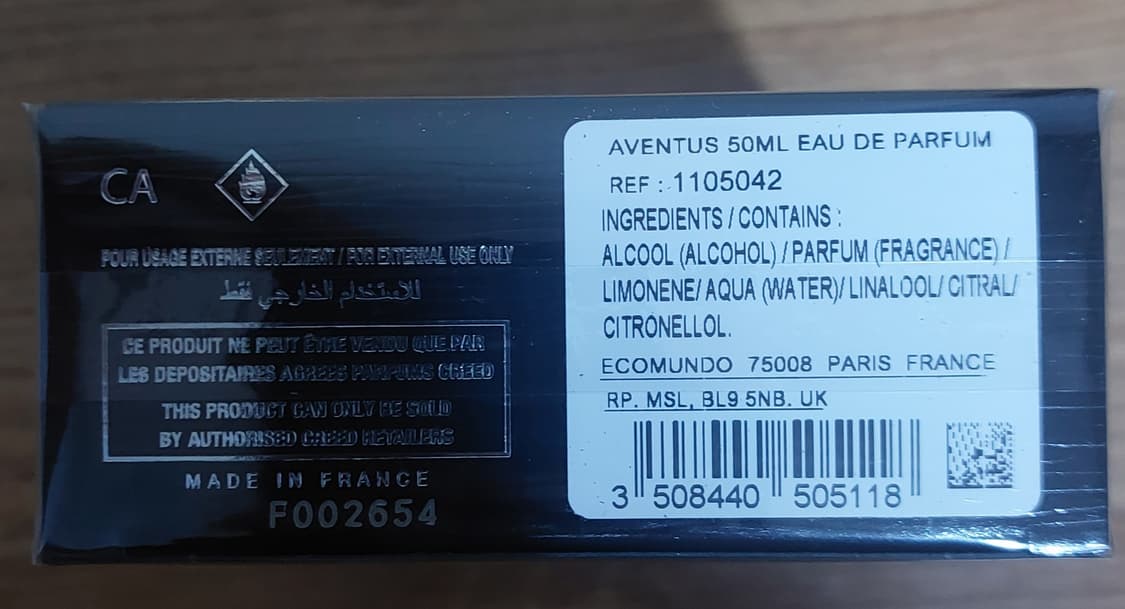 CA
POUR USAGE EXTERNE SEULEMENT / FOR EXTERNAL USE ONLY
للاستخدام الخارجي فقط
CE PRODUIT NE PEUT ÊTRE VENDU QUE PAR
LES DEPOSITAIRES AGREES PARFUMS CREED
THIS PRODUCT CAN ONLY BE SOLD
BY AUTHORISED CREED RETAILERS
MADE IN FRANCE
F002654
AVENTUS 50ML EAU DE PARFUM
REF : 1105042
INGREDIENTS / CONTAINS :
ALCOOL (ALCOHOL) / PARFUM (FRAGRANCE) /
LIMONENE/ AQUA (WATER)/ LINALOOL/ CITRAL/
CITRONELLOL.
ECOMUNDO 75008 PARIS FRANCE
RP. MSL, BL9 5NB. UK
3 508440 505118